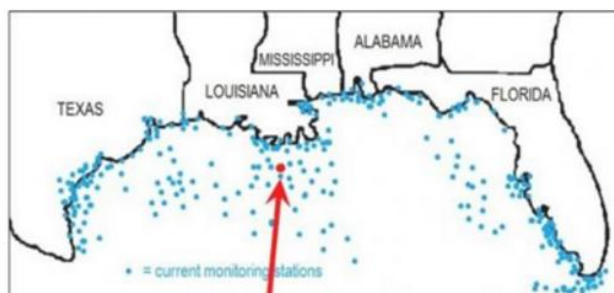 ALABAMA
MISSISSIPPI
LOUISIANA
FLORIDA
TEXAS
= current monitoring stations